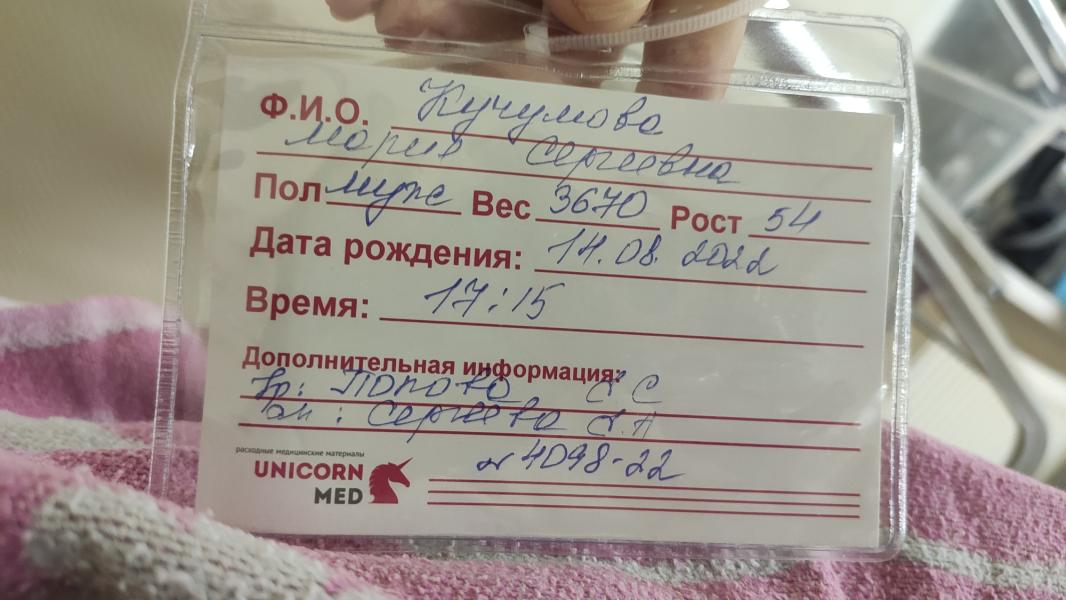 Ф.И.О. Кучумова
Мария Сергеевна
Пол муж Вес 3670 Рост 54
Дата рождения: 14.08.2022
Время: 17:15
Дополнительная информация:
Вр: Попова С С
Ак: Сергеева А.А
расходные медицинские материалы
UNICORN
MED
№ 4098-22